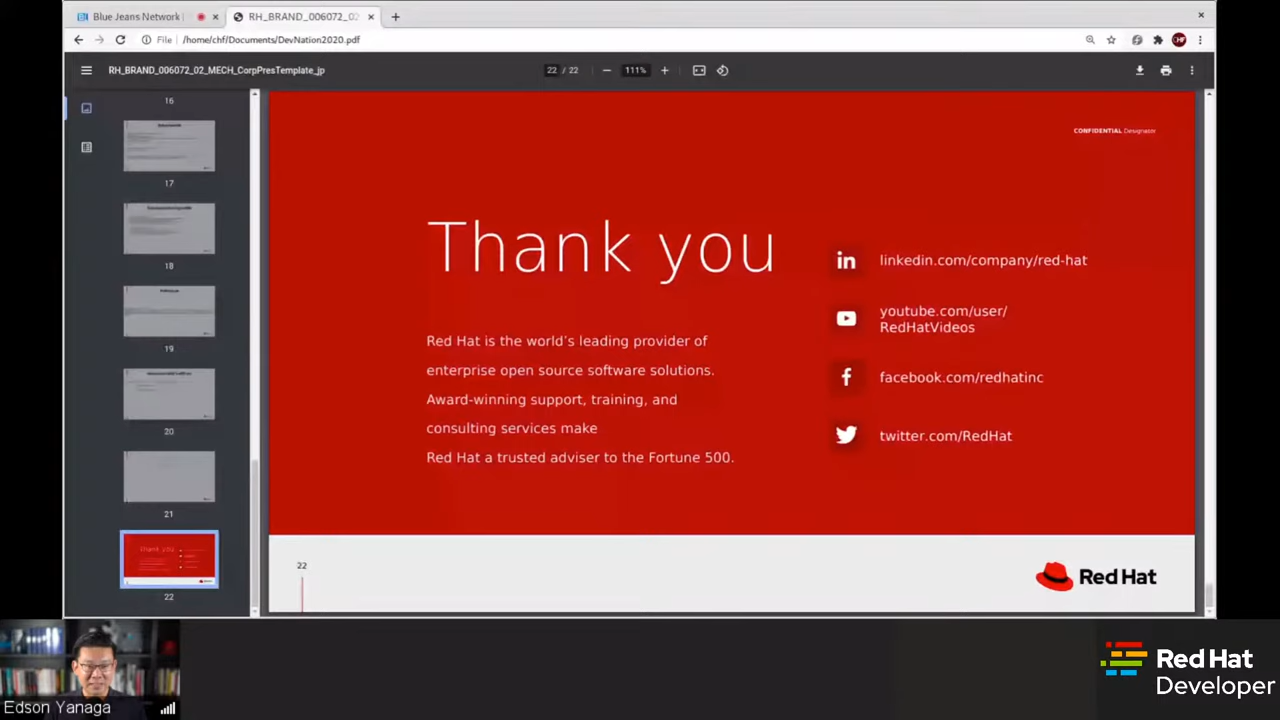 Blue Jeans Network
RH_BRAND_006072_02
File
/home/chf/Documents/DevNation2020.pdf
CHF
RH_BRAND_006072_02_MECH_CorpPresTemplate_jp
22 / 22
111%
16
17
18
19
20
21
Thank you
22
CONFIDENTIAL Designator
Thank you
Red Hat is the world’s leading provider of
enterprise open source software solutions.
Award-winning support, training, and
consulting services make
Red Hat a trusted adviser to the Fortune 500.
linkedin.com/company/red-hat
youtube.com/user/
RedHatVideos
facebook.com/redhatinc
twitter.com/RedHat
22
Red Hat
Edson Yanaga
Red Hat
Developer